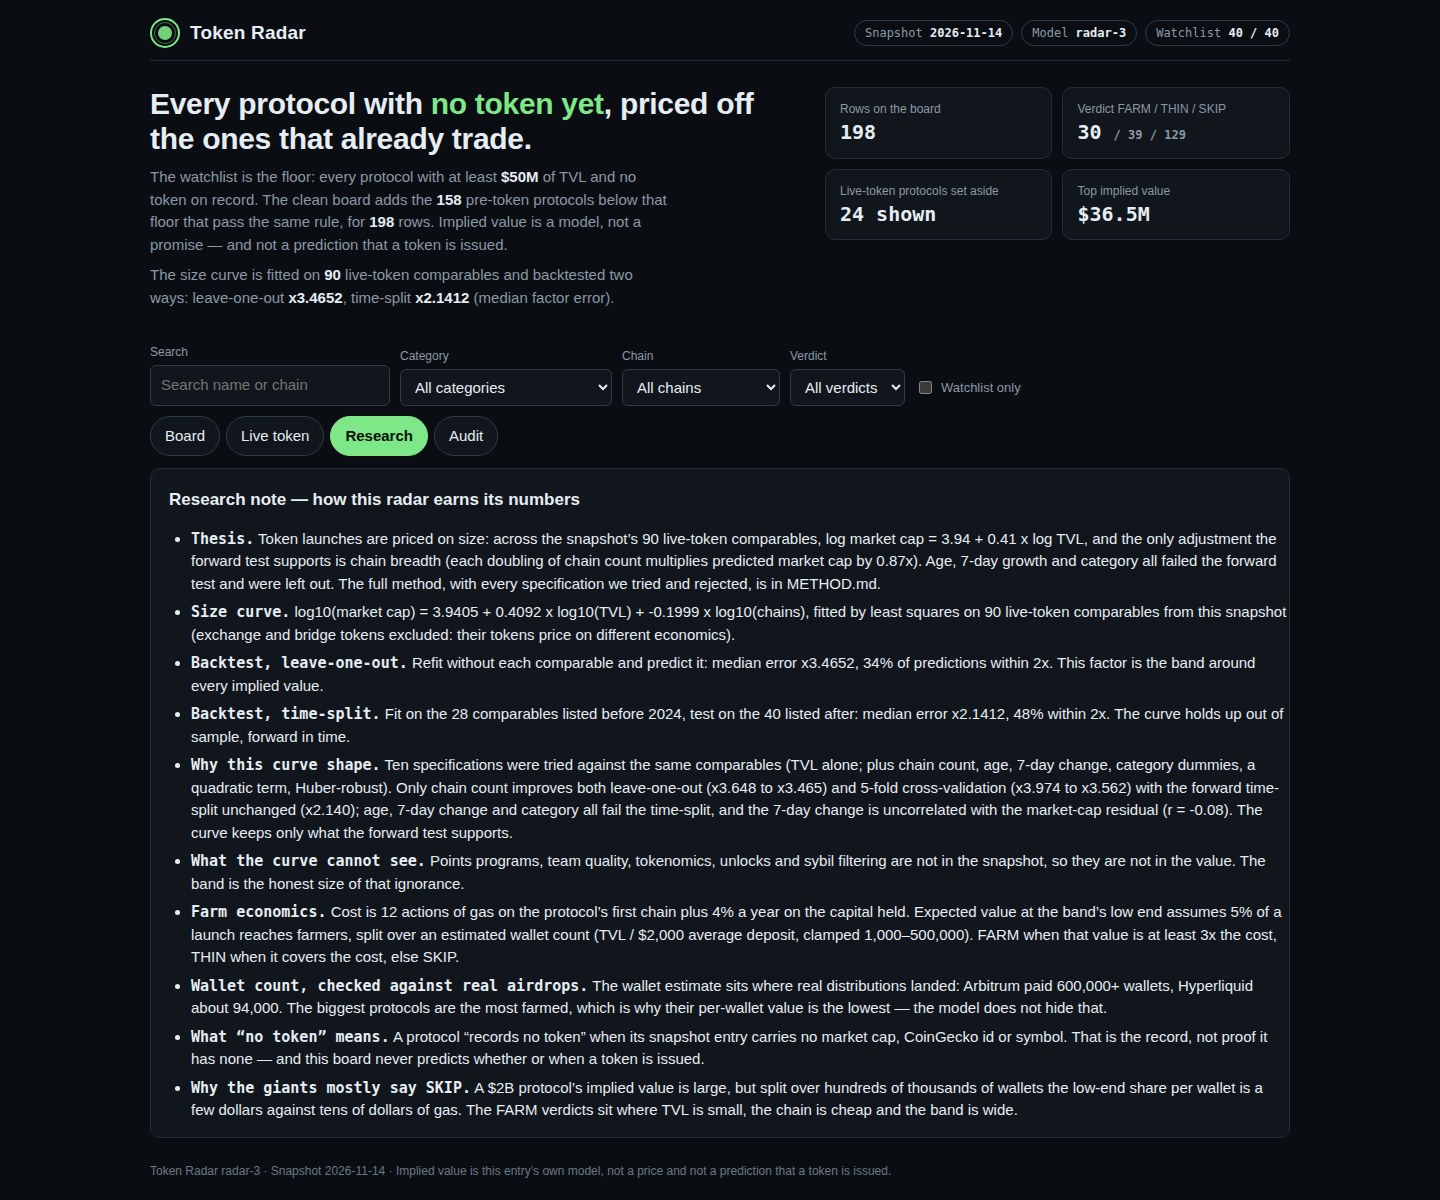 Token Radar
Snapshot 2026-11-14
Model radar-3
Watchlist 40 / 40
Every protocol with no token yet, priced off
the ones that already trade.
The watchlist is the floor: every protocol with at least $50M of TVL and no
token on record. The clean board adds the 158 pre-token protocols below that
floor that pass the same rule, for 198 rows. Implied value is a model, not a
promise — and not a prediction that a token is issued.
The size curve is fitted on 90 live-token comparables and backtested two
ways: leave-one-out x3.4652, time-split x2.1412 (median factor error).
Rows on the board
198
Verdict FARM / THIN / SKIP
30 / 39 / 129
Live-token protocols set aside
24 shown
Top implied value
$36.5M
Search
Search name or chain
Category
All categories
Chain
All chains
Verdict
All verdicts
Watchlist only
Board
Live token
Research
Audit
Research note — how this radar earns its numbers
• Thesis. Token launches are priced on size: across the snapshot’s 90 live-token comparables, log market cap = 3.94 + 0.41 x log TVL, and the only adjustment the
forward test supports is chain breadth (each doubling of chain count multiplies predicted market cap by 0.87x). Age, 7-day growth and category all failed the forward
test and were left out. The full method, with every specification we tried and rejected, is in METHOD.md.
• Size curve. log10(market cap) = 3.9405 + 0.4092 x log10(TVL) + -0.1999 x log10(chains), fitted by least squares on 90 live-token comparables from this snapshot
(exchange and bridge tokens excluded: their tokens price on different economics).
• Backtest, leave-one-out. Refit without each comparable and predict it: median error x3.4652, 34% of predictions within 2x. This factor is the band around
every implied value.
• Backtest, time-split. Fit on the 28 comparables listed before 2024, test on the 40 listed after: median error x2.1412, 48% within 2x. The curve holds up out of
sample, forward in time.
• Why this curve shape. Ten specifications were tried against the same comparables (TVL alone; plus chain count, age, 7-day change, category dummies, a
quadratic term, Huber-robust). Only chain count improves both leave-one-out (x3.648 to x3.465) and 5-fold cross-validation (x3.974 to x3.562) with the forward time-
split unchanged (x2.140); age, 7-day change and category all fail the time-split, and the 7-day change is uncorrelated with the market-cap residual (r = -0.08). The
curve keeps only what the forward test supports.
• What the curve cannot see. Points programs, team quality, tokenomics, unlocks and sybil filtering are not in the snapshot, so they are not in the value. The
band is the honest size of that ignorance.
• Farm economics. Cost is 12 actions of gas on the protocol’s first chain plus 4% a year on the capital held. Expected value at the band’s low end assumes 5% of a
launch reaches farmers, split over an estimated wallet count (TVL / $2,000 average deposit, clamped 1,000–500,000). FARM when that value is at least 3x the cost,
THIN when it covers the cost, else SKIP.
• Wallet count, checked against real airdrops. The wallet estimate sits where real distributions landed: Arbitrum paid 600,000+ wallets, Hyperliquid
about 94,000. The biggest protocols are the most farmed, which is why their per-wallet value is the lowest — the model does not hide that.
• What “no token” means. A protocol “records no token” when its snapshot entry carries no market cap, CoinGecko id or symbol. That is the record, not proof it
has none — and this board never predicts whether or when a token is issued.
• Why the giants mostly say SKIP. A $2B protocol’s implied value is large, but split over hundreds of thousands of wallets the low-end share per wallet is a
few dollars against tens of dollars of gas. The FARM verdicts sit where TVL is small, the chain is cheap and the band is wide.
Token Radar radar-3 · Snapshot 2026-11-14 · Implied value is this entry’s own model, not a price and not a prediction that a token is issued.